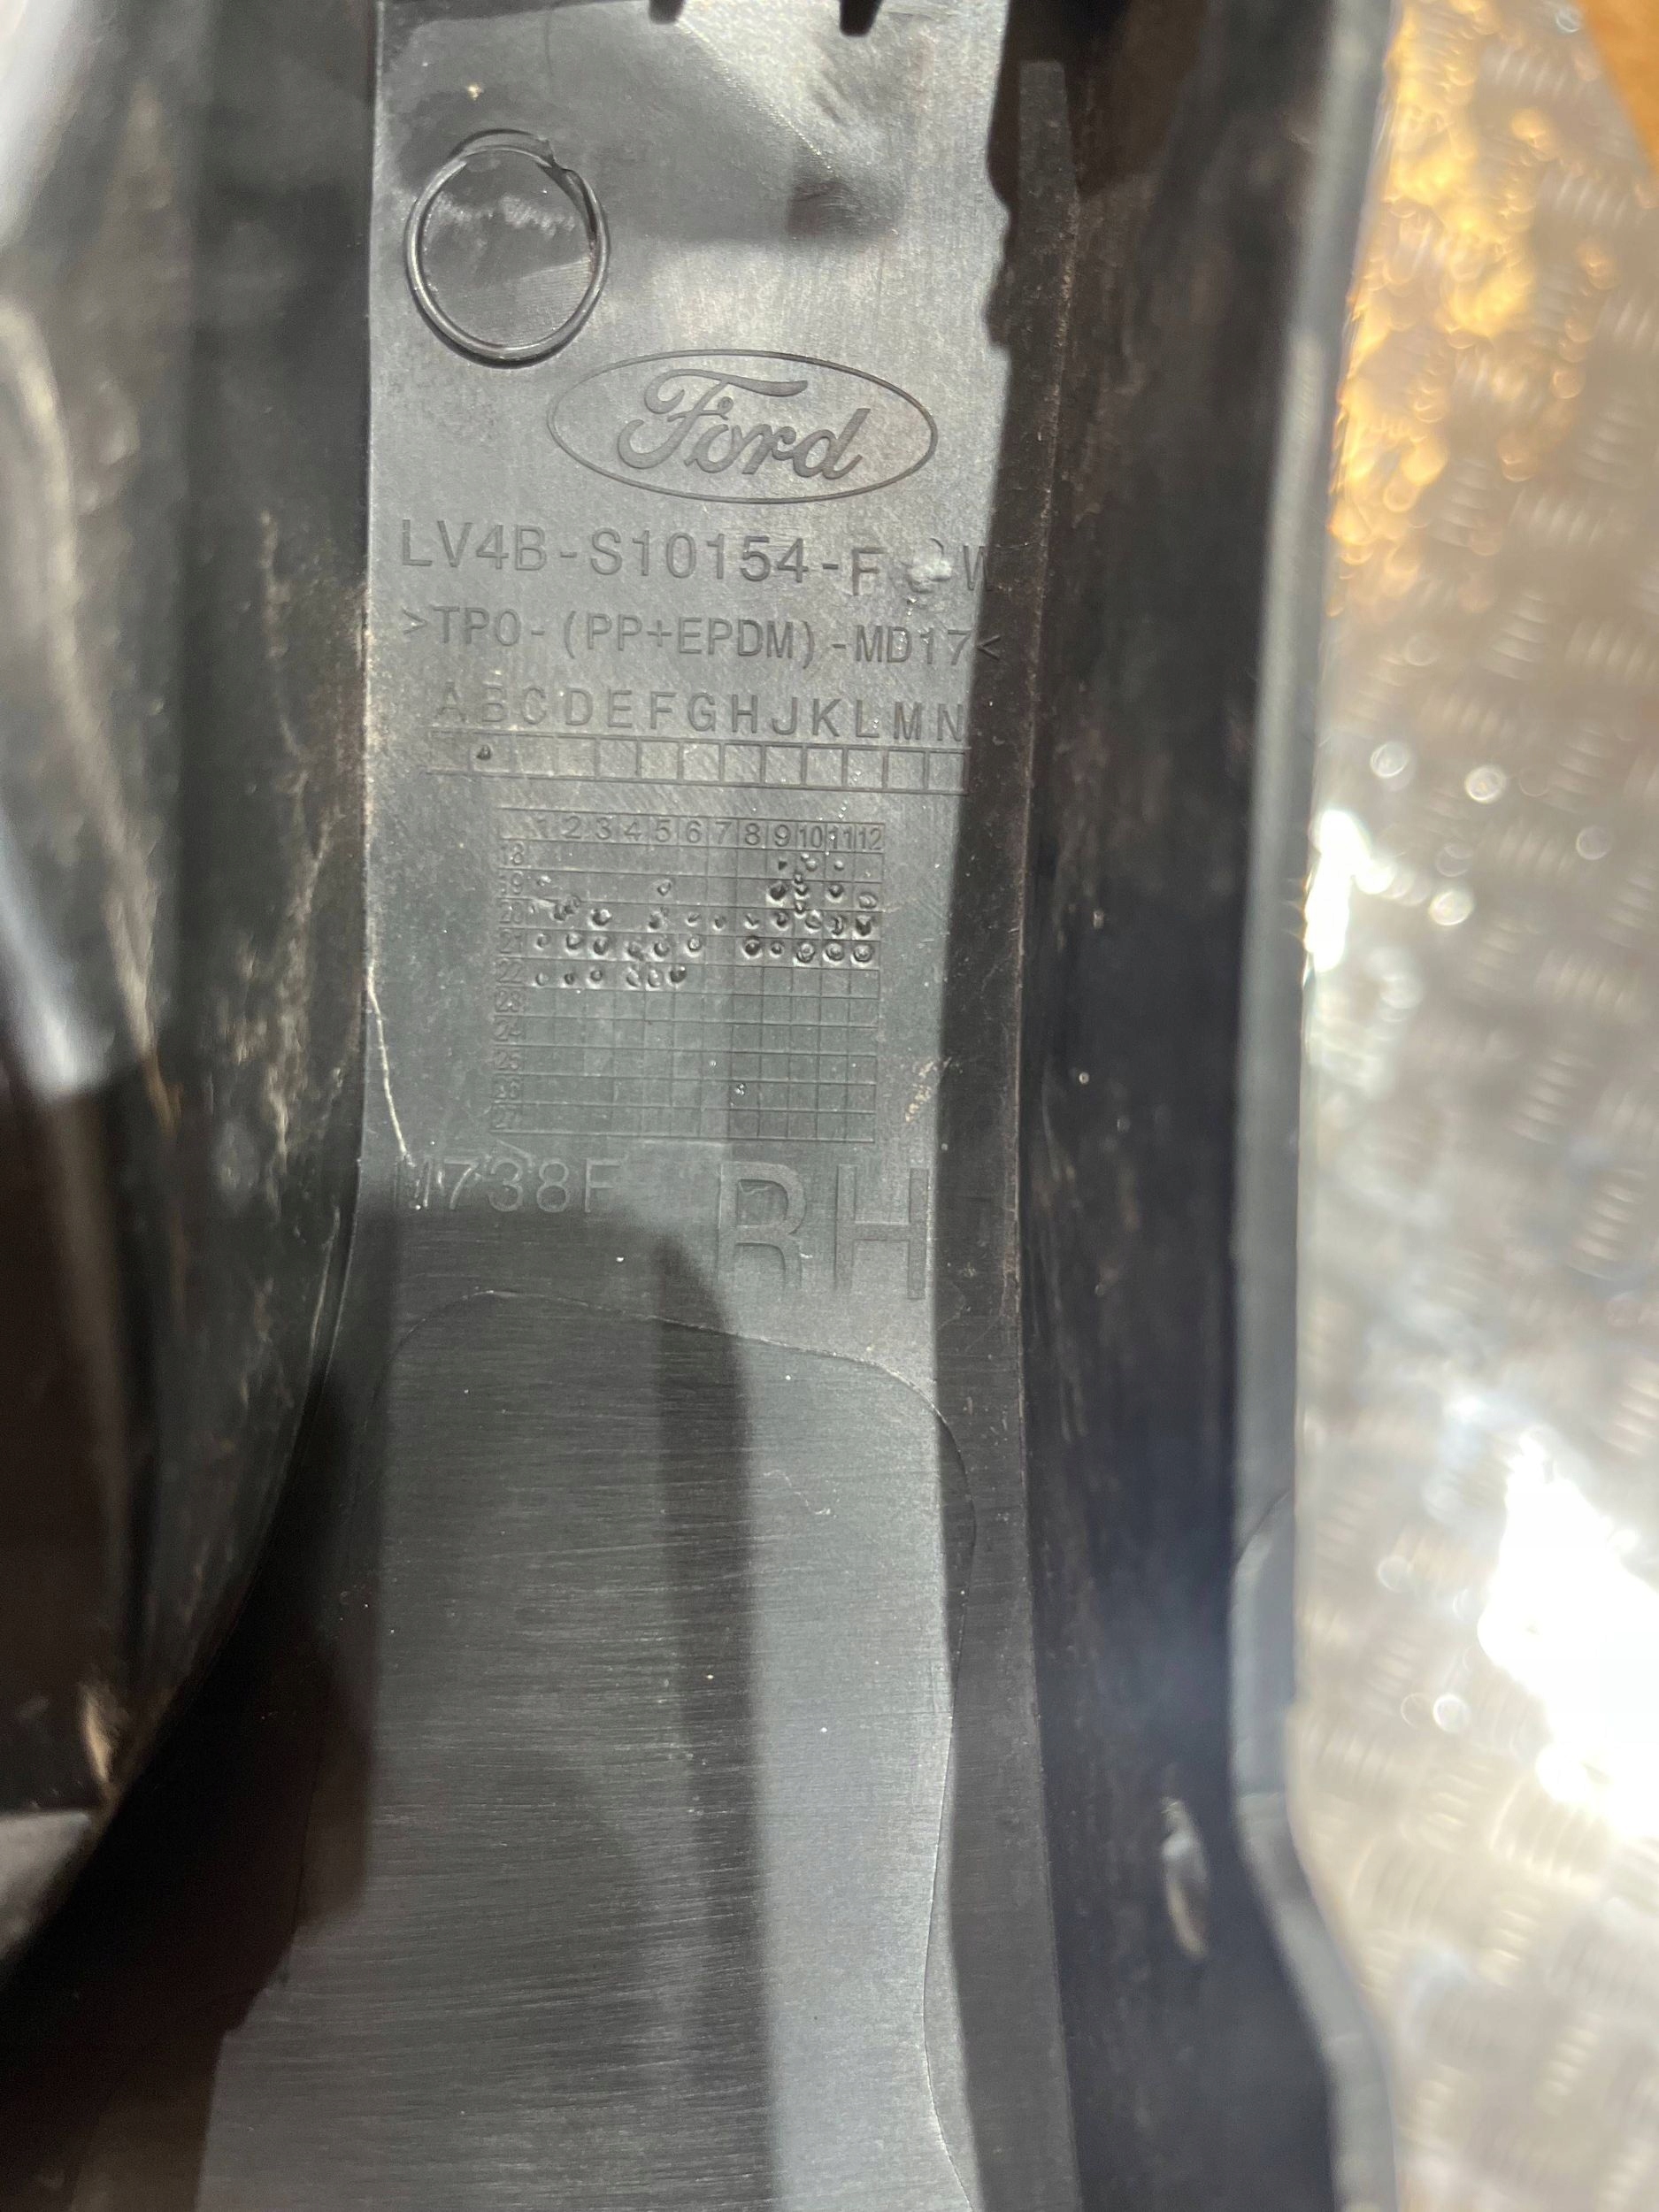 Ford
LV4B-S10154-F W
>TPO-(PP+EPDM)-MD17<
A B C D E F G H J K L M N
1 2 3 4 5 6 7 8 9 10 11 12
18
19
20
21
22
23
24
25
26
27
M738F RH